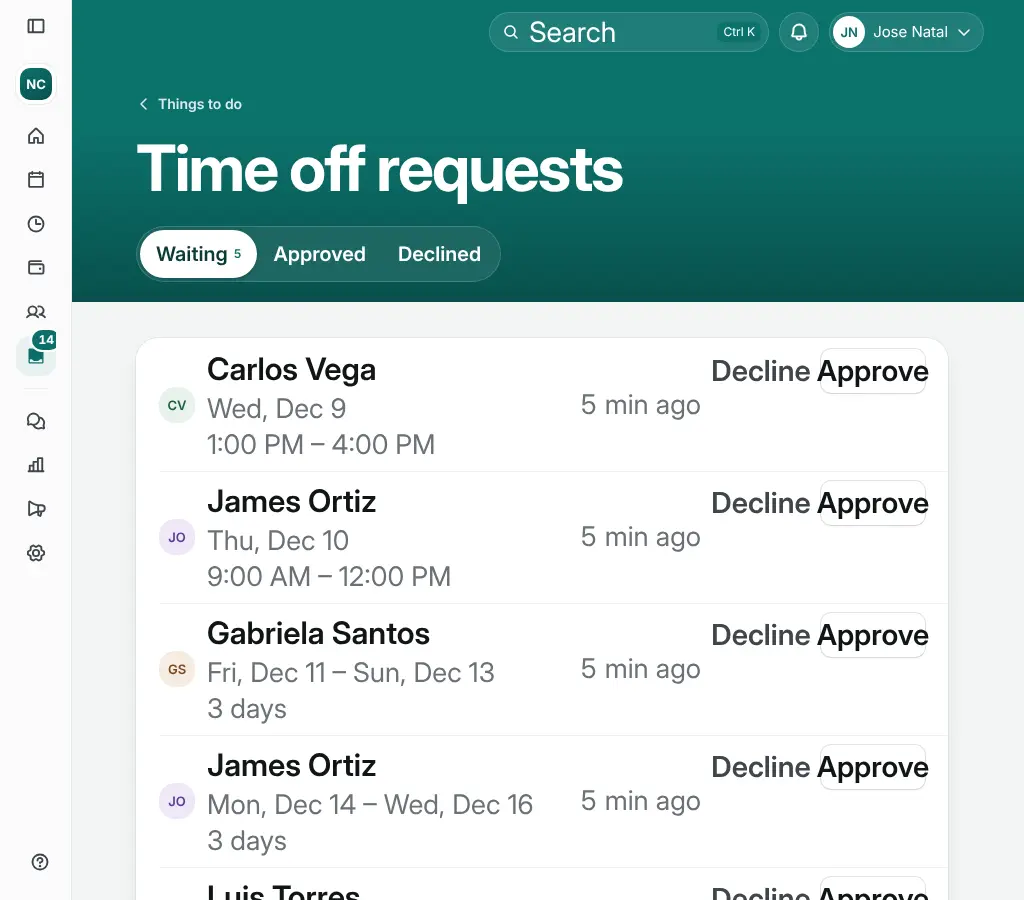 Search Ctrl K JN Jose Natal
NC
Things to do
Time off requests
Waiting 5 Approved Declined
14
Carlos Vega Decline Approve
CV Wed, Dec 9 5 min ago
1:00 PM – 4:00 PM
James Ortiz Decline Approve
JO Thu, Dec 10 5 min ago
9:00 AM – 12:00 PM
Gabriela Santos Decline Approve
GS Fri, Dec 11 – Sun, Dec 13 5 min ago
3 days
James Ortiz Decline Approve
JO Mon, Dec 14 – Wed, Dec 16 5 min ago
3 days
Luis Torres Decline Approve